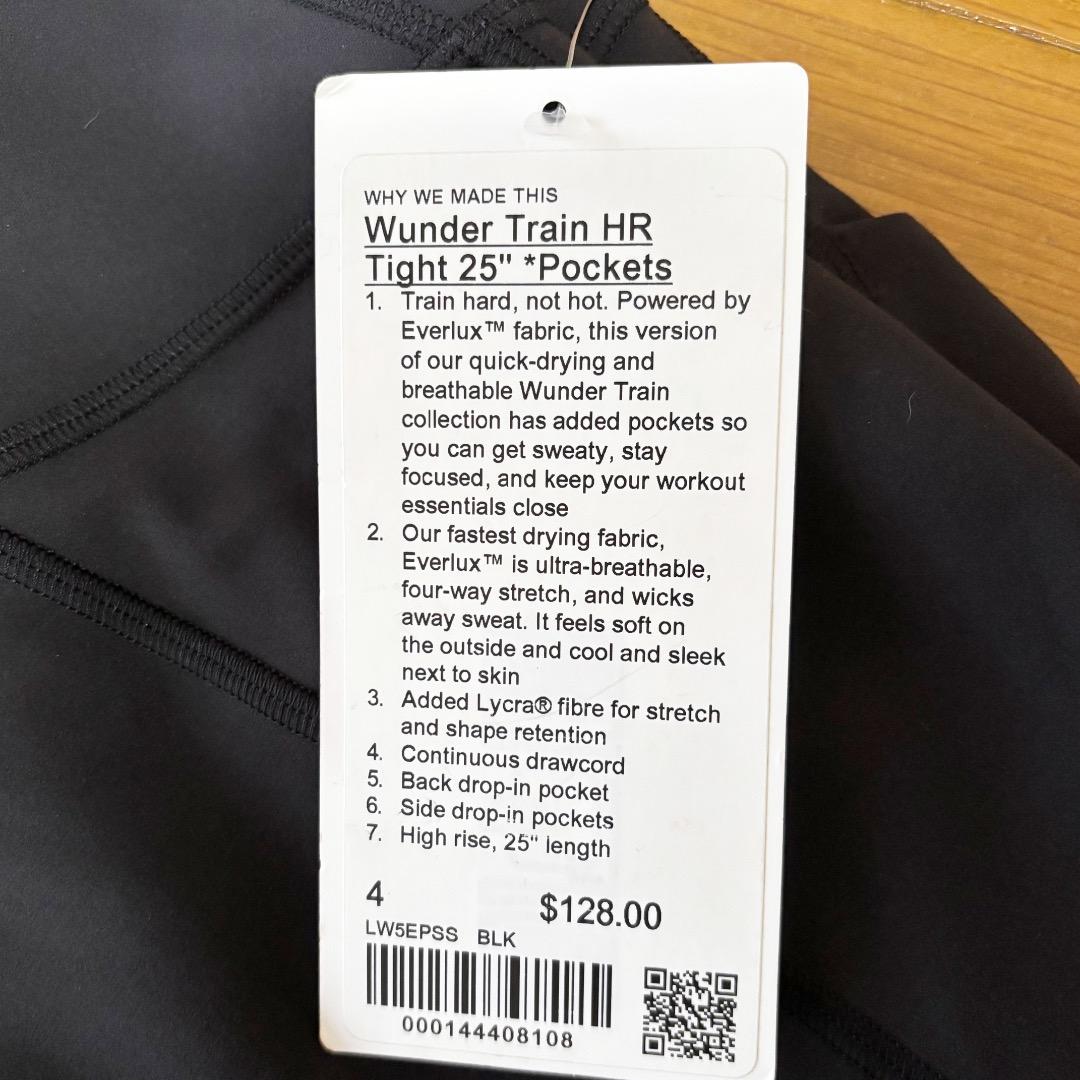 WHY WE MADE THIS
Wunder Train HR
Tight 25" *Pockets
1. Train hard, not hot. Powered by
Everlux™ fabric, this version
of our quick-drying and
breathable Wunder Train
collection has added pockets so
you can get sweaty, stay
focused, and keep your workout
essentials close
2. Our fastest drying fabric,
Everlux™ is ultra-breathable,
four-way stretch, and wicks
away sweat. It feels soft on
the outside and cool and sleek
next to skin
3. Added Lycra® fibre for stretch
and shape retention
4. Continuous drawcord
5. Back drop-in pocket
6. Side drop-in pockets
7. High rise, 25" length
4 $128.00
LW5EPSS BLK
000144408108